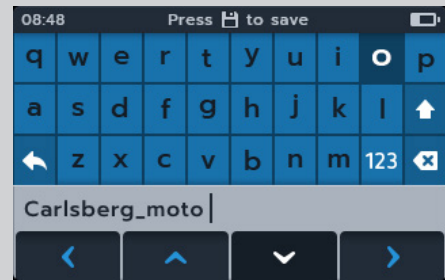 08:48 Press to save
q w e r t y u i o p
a s d f g h j k l
z x c v b n m 123
Carlsberg_moto